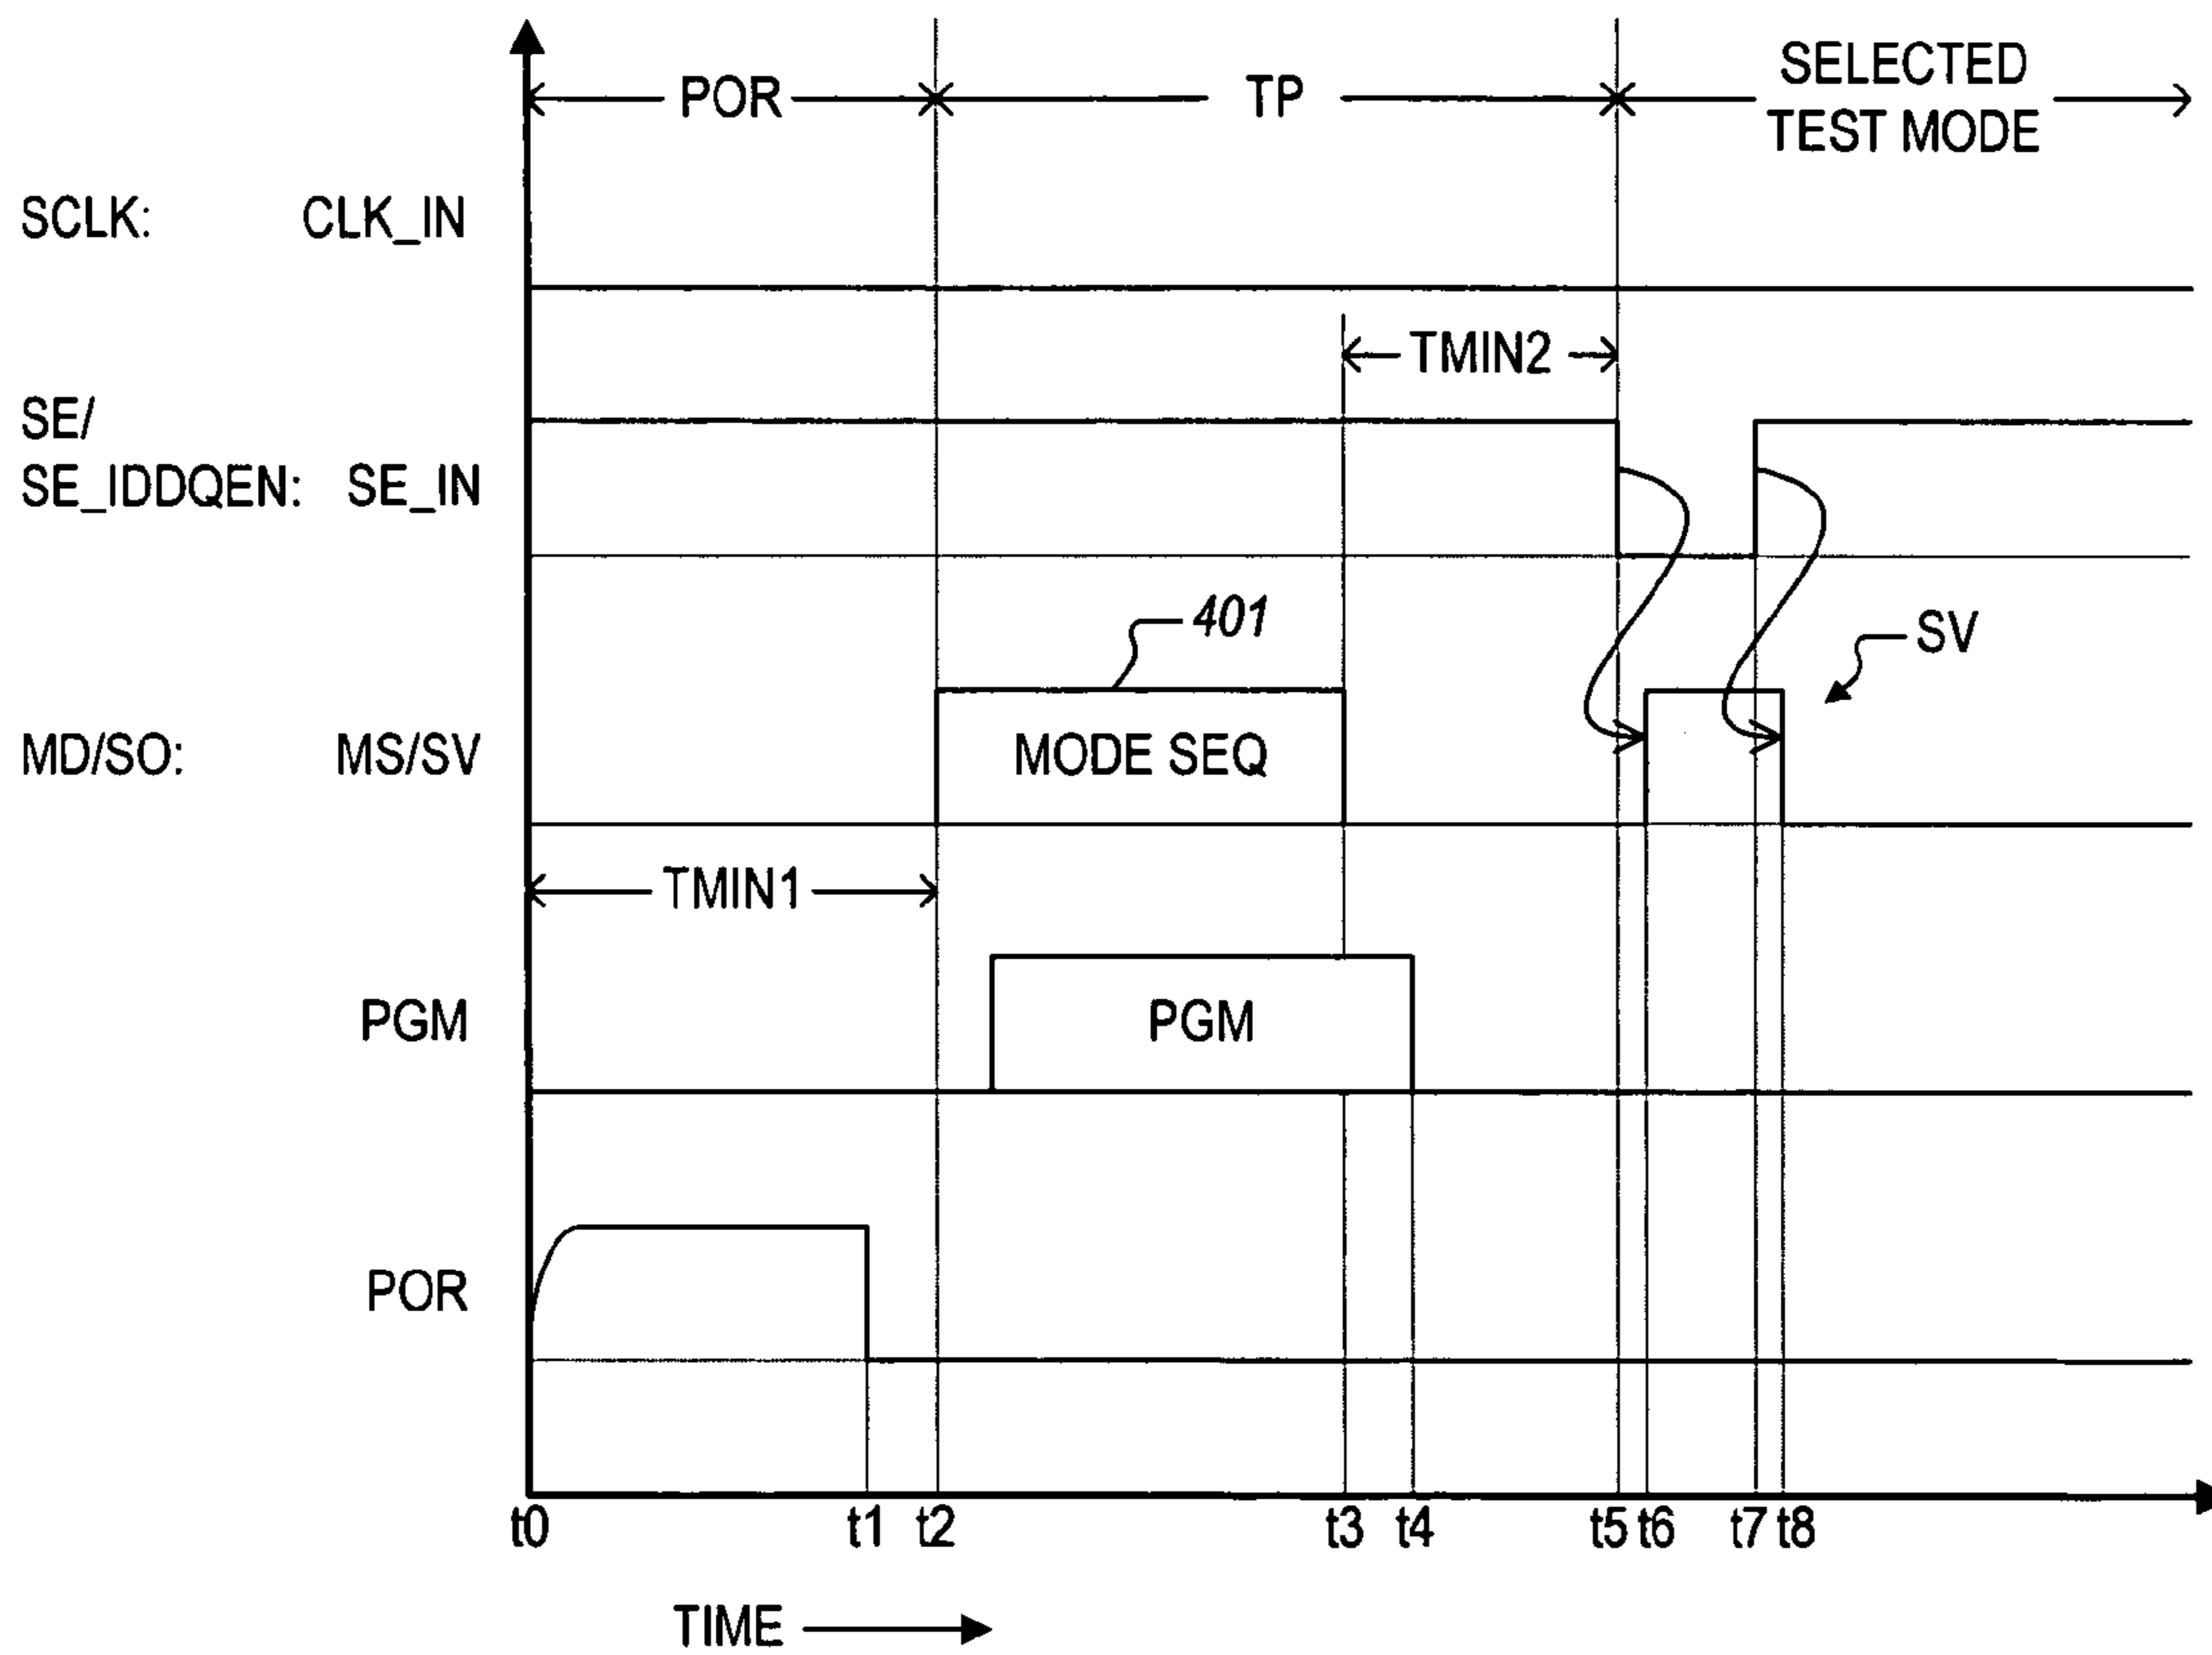 POR TP SELECTED
TEST MODE
SCLK: CLK_IN
TMIN2
SE/
SE_IDDQEN: SE_IN
401
SV
MD/SO: MS/SV MODE SEQ
TMIN1
PGM PGM
POR
t0 t1 t2 t3 t4 t5 t6 t7 t8
TIME